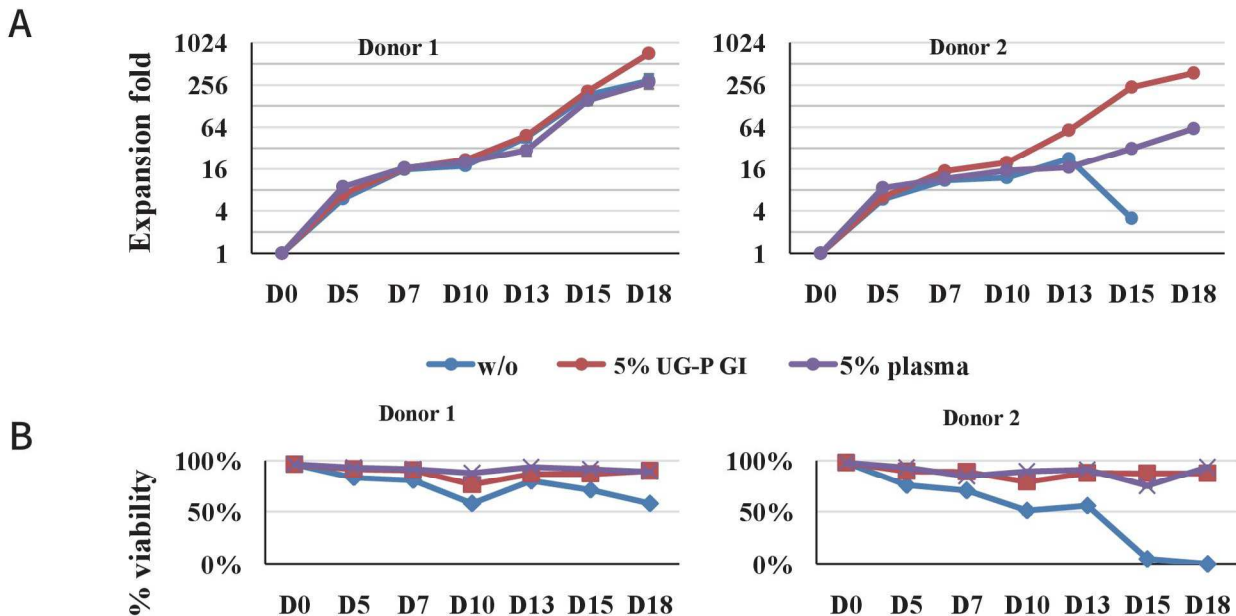 A
Donor 1
Donor 2
Expansion fold
1024
256
64
16
4
1
1024
256
64
16
4
1
D0 D5 D7 D10 D13 D15 D18
D0 D5 D7 D10 D13 D15 D18
w/o 5% UG-P GI 5% plasma
B
Donor 1
Donor 2
% viability
100%
50%
0%
100%
50%
0%
D0 D5 D7 D10 D13 D15 D18
D0 D5 D7 D10 D13 D15 D18